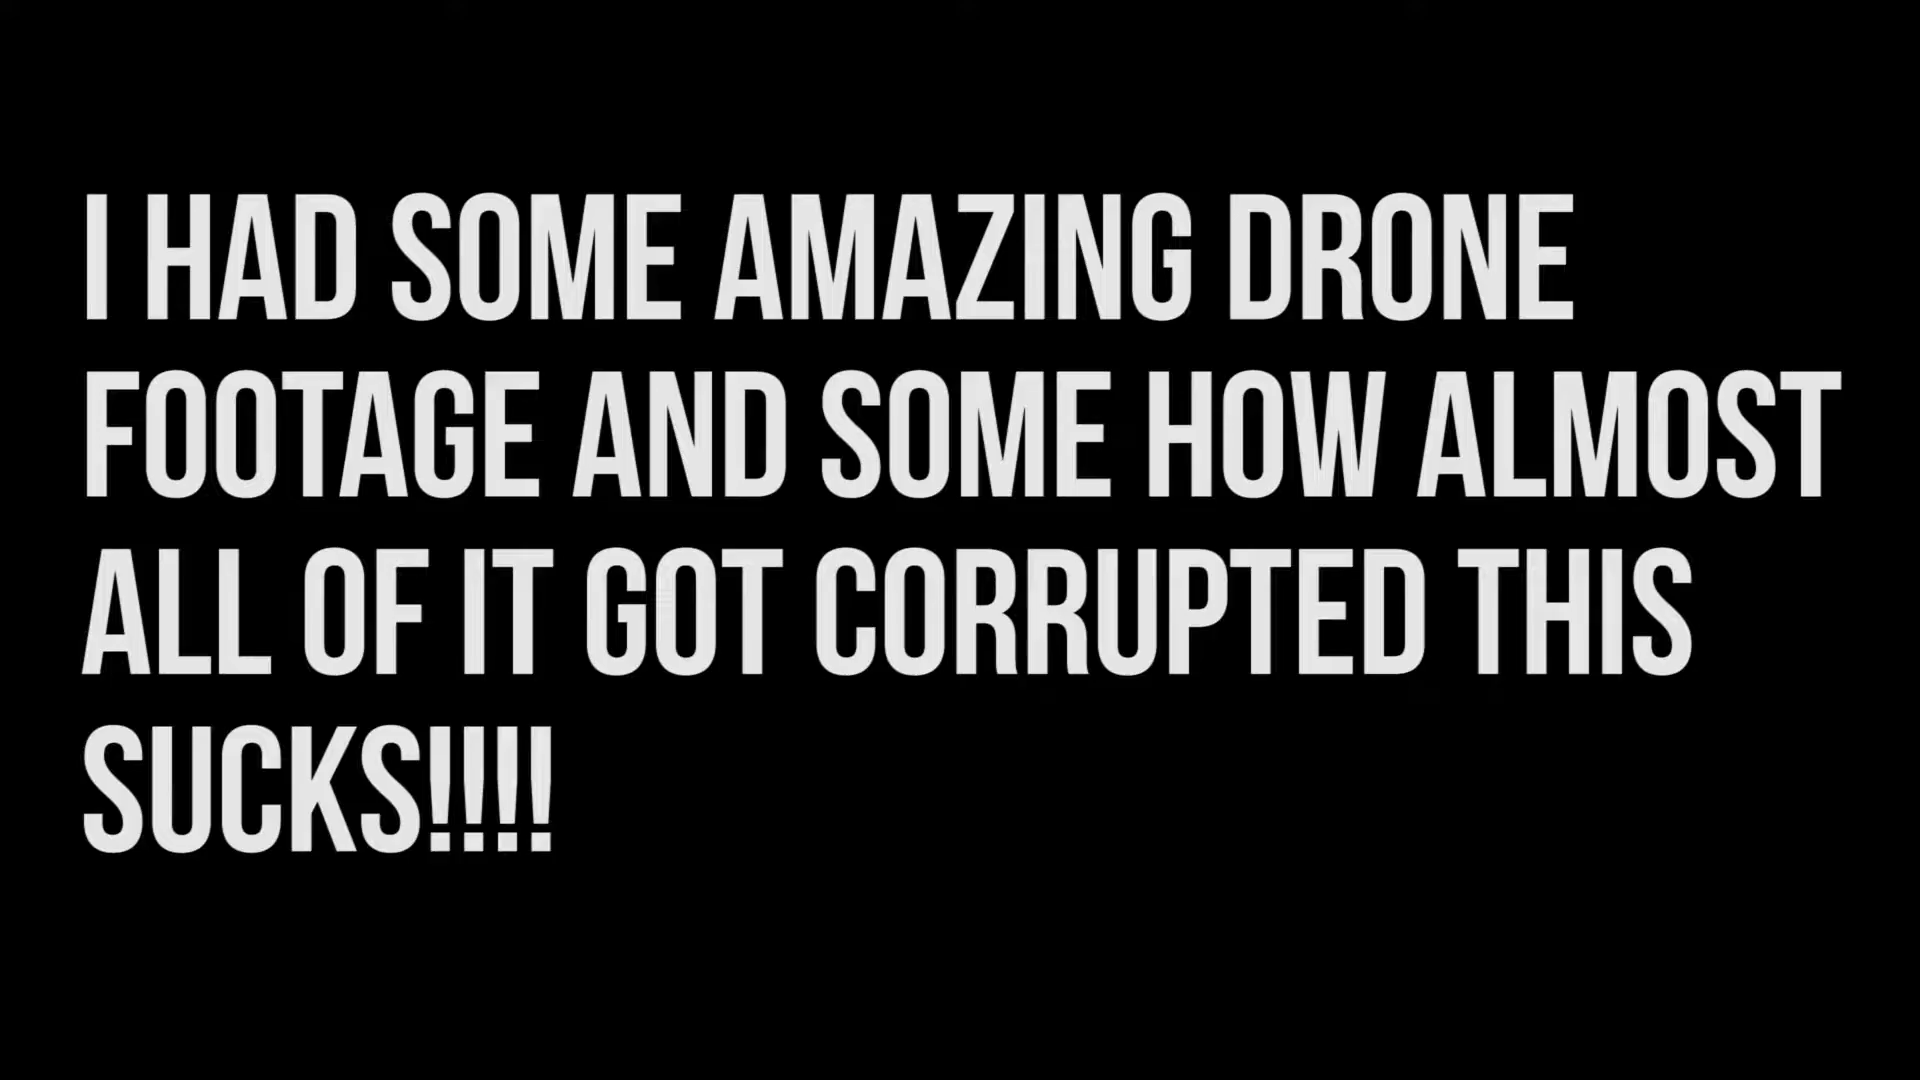 I HAD SOME AMAZING DRONE
FOOTAGE AND SOME HOW ALMOST
ALL OF IT GOT CORRUPTED THIS
SUCKS!!!!